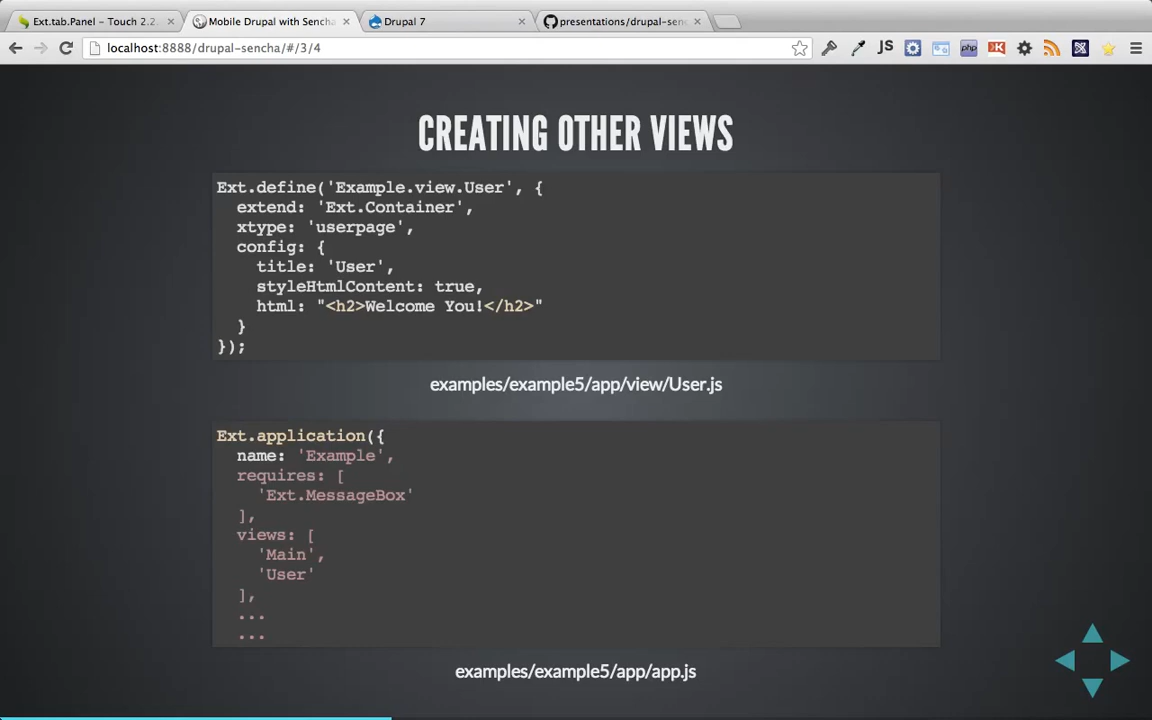 Ext.tab.Panel - Touch 2.2.
Mobile Drupal with Sencha
Drupal 7
presentations/drupal-sen
localhost:8888/drupal-sencha/#/3/4
JS
php
CREATING OTHER VIEWS
Ext.define('Example.view.User', {
extend: 'Ext.Container',
xtype: 'userpage',
config: {
title: 'User',
styleHtmlContent: true,
html: "<h2>Welcome You!</h2>"
}
});
examples/example5/app/view/User.js
Ext.application({
name: 'Example',
requires: [
'Ext.MessageBox'
],
views: [
'Main',
'User'
],
...
...
examples/example5/app/app.js